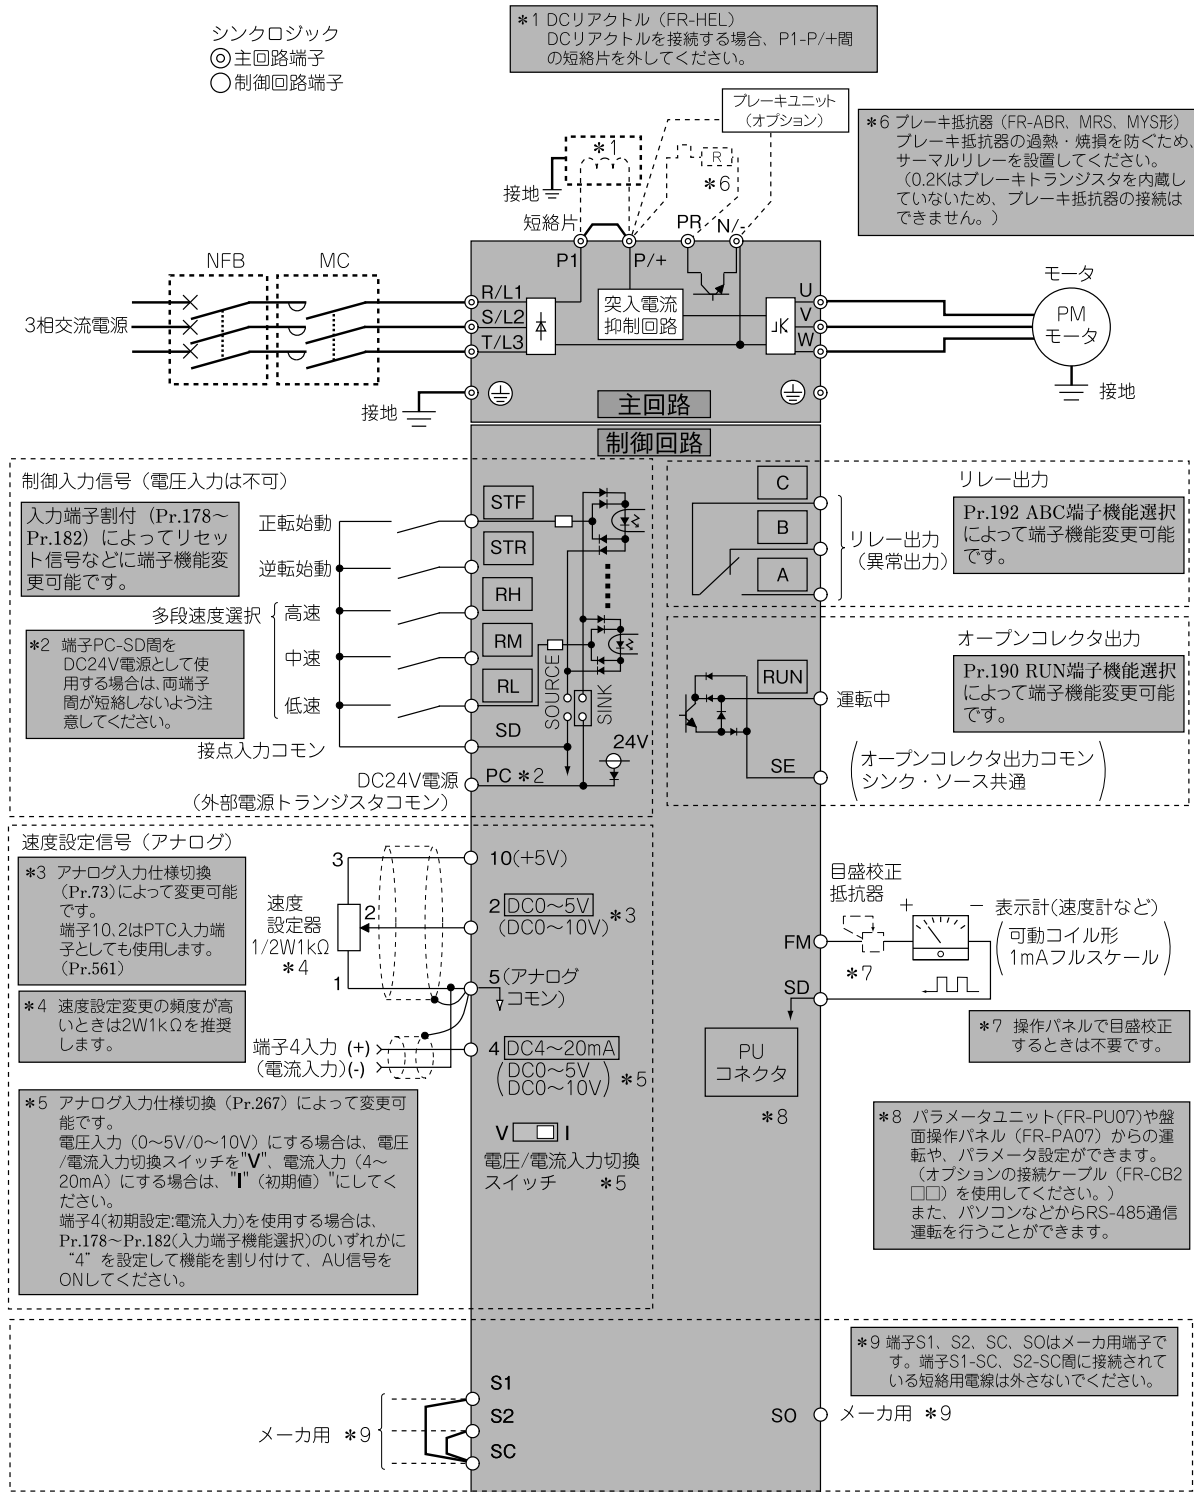 シンクロジック
◎主回路端子
○制御回路端子
*1 DCリアクトル（FR-HEL）
DCリアクトルを接続する場合、P1-P/+間
の短絡片を外してください。
ブレーキユニット
（オプション）
*6 ブレーキ抵抗器（FR-ABR、MRS、MYS形）
ブレーキ抵抗器の過熱・焼損を防ぐため、
サーマルリレーを設置してください。
（0.2Kはブレーキトランジスタを内蔵し
ていないため、ブレーキ抵抗器の接続は
できません。）
*1
R
*6
接地
短絡片
PR
N/-
P1
P/+
NFB
MC
3相交流電源
R/L1
S/L2
T/L3
突入電流
抑制回路
U
V
W
モータ
PM
モータ
接地
接地
主回路
制御回路
制御入力信号（電圧入力は不可）
入力端子割付（Pr.178～
Pr.182）によってリセッ
ト信号などに端子機能変
更可能です。
正転始動
逆転始動
多段速度選択
高速
中速
低速
*2 端子PC-SD間を
DC24V電源として使
用する場合は、両端子
間が短絡しないよう注
意してください。
接点入力コモン
DC24V電源
（外部電源トランジスタコモン）
STF
STR
RH
RM
RL
SD
PC *2
SOURCE
SINK
24V
C
B
A
リレー出力
リレー出力
（異常出力）
Pr.192 ABC端子機能選択
によって端子機能変更可能
です。
オープンコレクタ出力
Pr.190 RUN端子機能選択
によって端子機能変更可能
です。
RUN
運転中
SE
（オープンコレクタ出力コモン
シンク・ソース共通）
速度設定信号（アナログ）
*3 アナログ入力仕様切換
（Pr.73）によって変更可能
です。
端子10、2はPTC入力端
子としても使用します。
（Pr.561）
*4 速度設定変更の頻度が高
いときは2W1kΩを推奨
します。
速度
設定器
1/2W1kΩ
*4
3
2
1
10(+5V)
2 DC0～5V
(DC0～10V) *3
5(アナログ
コモン)
端子4入力 (+)
（電流入力）(-)
4 DC4～20mA
(DC0～5V
DC0～10V) *5
V
I
電圧/電流入力切換
スイッチ *5
*5 アナログ入力仕様切換（Pr.267）によって変更可
能です。
電圧入力（0～5V/0～10V）にする場合は、電圧
/電流入力切換スイッチを"V"、電流入力（4～
20mA）にする場合は、"I"（初期値）"にしてく
ださい。
端子4(初期設定:電流入力)を使用する場合は、
Pr.178～Pr.182(入力端子機能選択)のいずれかに
“4”を設定して機能を割り付けて、AU信号を
ONしてください。
目盛校正
抵抗器
+
-
表示計(速度計など)
(可動コイル形
1mAフルスケール)
FM
*7
SD
*7 操作パネルで目盛校正
するときは不要です。
PU
コネクタ
*8
*8 パラメータユニット(FR-PU07)や盤
面操作パネル（FR-PA07）からの運
転や、パラメータ設定ができます。
（オプションの接続ケーブル（FR-CB2
□□）を使用してください。）
また、パソコンなどからRS-485通信
運転を行うことができます。
*9 端子S1、S2、SC、SOはメーカ用端子で
す。端子S1-SC、S2-SC間に接続されて
いる短絡用電線は外さないでください。
S1
S2
SC
メーカ用 *9
SO
メーカ用 *9